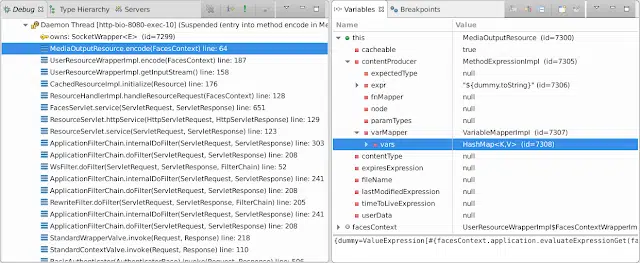 Debug Type Hierarchy Servers
Daemon Thread [http-bio-8080-exec-10] (Suspended (entry into method encode in Me
owns: SocketWrapper<E> (id=7299)
MediaOutputResource.encode(FacesContext) line: 64
UserResourceWrapperImpl.encode(FacesContext) line: 187
UserResourceWrapperImpl.getInputStream() line: 158
CachedResourceImpl.initialize(Resource) line: 176
ResourceHandlerImpl.handleResourceRequest(FacesContext) line: 128
FacesServlet.service(ServletRequest, ServletResponse) line: 651
ResourceServlet.httpService(HttpServletRequest, HttpServletResponse) line: 129
ResourceServlet.service(ServletRequest, ServletResponse) line: 123
ApplicationFilterChain.internalDoFilter(ServletRequest, ServletResponse) line: 303
ApplicationFilterChain.doFilter(ServletRequest, ServletResponse) line: 208
WsFilter.doFilter(ServletRequest, ServletResponse, FilterChain) line: 52
ApplicationFilterChain.internalDoFilter(ServletRequest, ServletResponse) line: 241
ApplicationFilterChain.doFilter(ServletRequest, ServletResponse) line: 208
RewriteFilter.doFilter(ServletRequest, ServletResponse, FilterChain) line: 205
ApplicationFilterChain.internalDoFilter(ServletRequest, ServletResponse) line: 241
ApplicationFilterChain.doFilter(ServletRequest, ServletResponse) line: 208
StandardWrapperValve.invoke(Request, Response) line: 218
StandardContextValve.invoke(Request, Response) line: 110
Variables Breakpoints
Name Value
this MediaOutputResource (id=7300)
cacheable true
contentProducer MethodExpressionImpl (id=7305)
expectedType null
expr "${dummy.toString}" (id=7306)
fnMapper null
node null
paramTypes null
varMapper VariableMapperImpl (id=7307)
vars HashMap<K,V> (id=7308)
contentType null
expiresExpression null
fileName null
lastModifiedExpression null
timeToLiveExpression null
userData null
facesContext UserResourceWrapperImpl$FacesContextWrapperI
{dummy=ValueExpression[#{facesContext.application.evaluateExpressionGet(fa